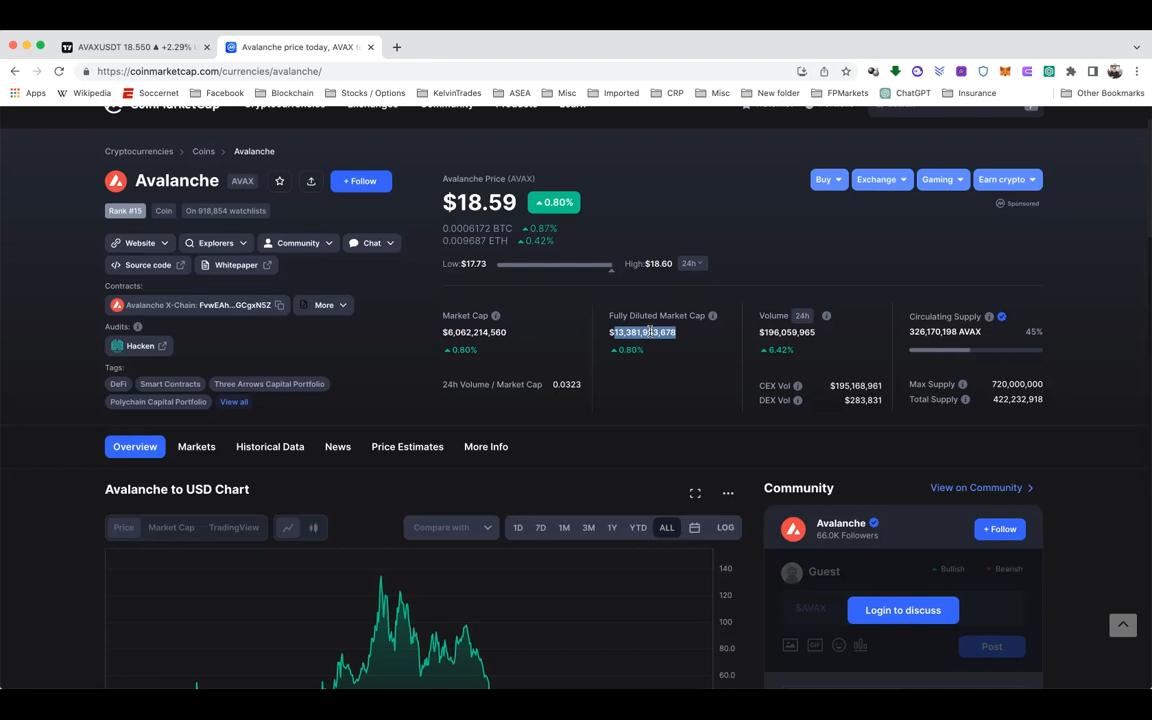 AVAXUSDT 18.550 ▲ +2.29%
Avalanche price today, AVAX to
https://coinmarketcap.com/currencies/avalanche/
Apps Wikipedia Soccernet Facebook Blockchain Stocks / Options KelvinTrades ASEA Misc Imported CRP Misc New folder FPMarkets ChatGPT Insurance Other Bookmarks
Cryptocurrencies > Coins > Avalanche
Avalanche AVAX + Follow
Rank #15 Coin On 918,854 watchlists
Website Explorers Community Chat
Source code Whitepaper
Contracts:
Avalanche X-Chain: FvwEAh...GCgxN5Z More
Audits:
Hacken
Tags:
DeFi Smart Contracts Three Arrows Capital Portfolio
Polychain Capital Portfolio View all
Avalanche Price (AVAX)
$18.59 ▲ 0.80%
0.0006172 BTC ▲ 0.87%
0.009687 ETH ▲ 0.42%
Low: $17.73 High: $18.60 24h
Buy Exchange Gaming Earn crypto
Sponsored
Market Cap
$6,062,214,560
▲ 0.80%
24h Volume / Market Cap 0.0323
Fully Diluted Market Cap
▲ 0.80%
Volume 24h
$196,059,965
▲ 6.42%
CEX Vol $195,168,961
DEX Vol $283,831
Circulating Supply
326,170,198 AVAX 45%
Max Supply 720,000,000
Total Supply 422,232,918
Overview Markets Historical Data News Price Estimates More Info
Avalanche to USD Chart
Price Market Cap TradingView Compare with 1D 7D 1M 3M 1Y YTD ALL LOG
140
120
100
80.0
60.0
Community View on Community >
Avalanche + Follow
66.0K Followers
Guest Bullish Bearish
$AVAX
Login to discuss
GIF Post